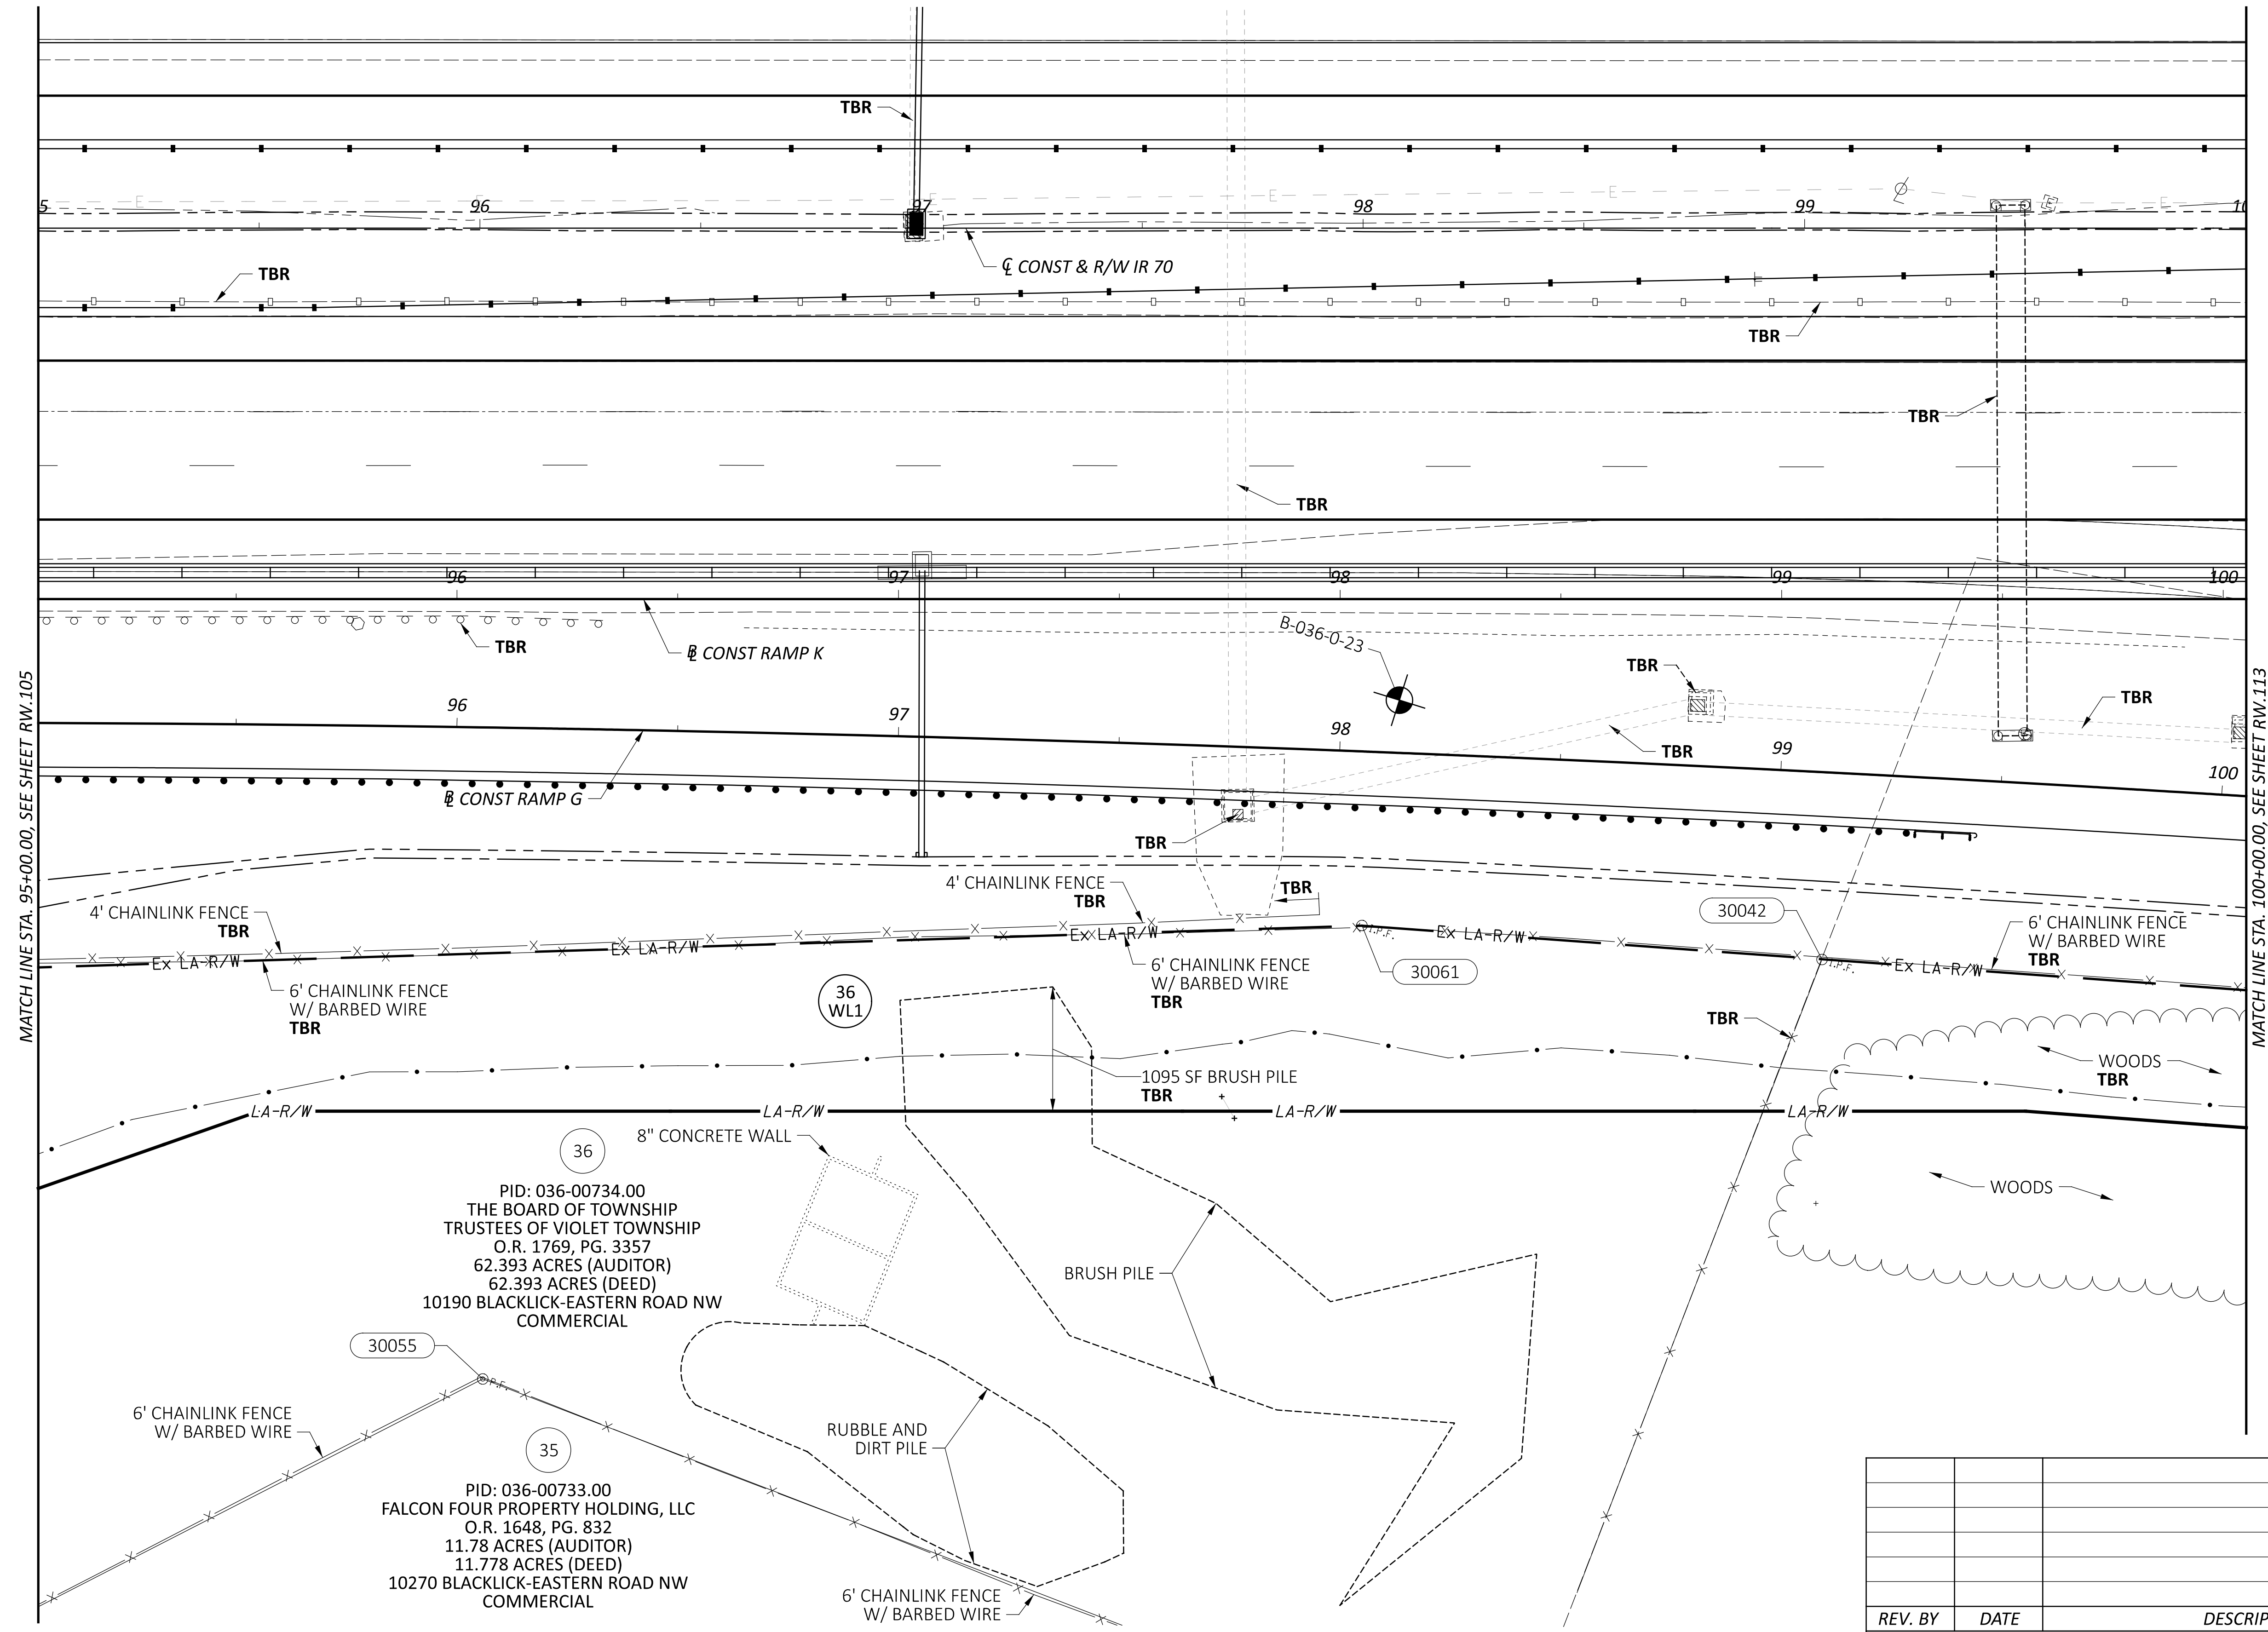 TBR
E
E
E
E
E
E
E
5
96
97
98
99
10
TBR
℄ CONST & R/W IR 70
TBR
TBR
TBR
96
97
98
99
100
TBR
B-036-0-23
BL CONST RAMP K
TBR
TBR
TBR
96
97
98
99
100
BL CONST RAMP G
TBR
MATCH LINE STA. 95+00.00, SEE SHEET RW.105
MATCH LINE STA. 100+00.00, SEE SHEET RW.113
4' CHAINLINK FENCE
TBR
4' CHAINLINK FENCE
TBR
TBR
30042
6' CHAINLINK FENCE
W/ BARBED WIRE
TBR
Ex LA-R/W
Ex LA-R/W
Ex LA-R/W
I.P.F.
Ex LA-R/W
I.P.F.
Ex LA-R/W
6' CHAINLINK FENCE
W/ BARBED WIRE
TBR
36
WL1
6' CHAINLINK FENCE
W/ BARBED WIRE
TBR
30061
TBR
WOODS
TBR
1095 SF BRUSH PILE
TBR
LA-R/W
LA-R/W
LA-R/W
LA-R/W
8" CONCRETE WALL
36
PID: 036-00734.00
THE BOARD OF TOWNSHIP
TRUSTEES OF VIOLET TOWNSHIP
O.R. 1769, PG. 3357
62.393 ACRES (AUDITOR)
62.393 ACRES (DEED)
10190 BLACKLICK-EASTERN ROAD NW
COMMERCIAL
WOODS
BRUSH PILE
30055
P.F.
6' CHAINLINK FENCE
W/ BARBED WIRE
RUBBLE AND
DIRT PILE
35
PID: 036-00733.00
FALCON FOUR PROPERTY HOLDING, LLC
O.R. 1648, PG. 832
11.78 ACRES (AUDITOR)
11.778 ACRES (DEED)
10270 BLACKLICK-EASTERN ROAD NW
COMMERCIAL
6' CHAINLINK FENCE
W/ BARBED WIRE
REV. BY DATE DESCRIP